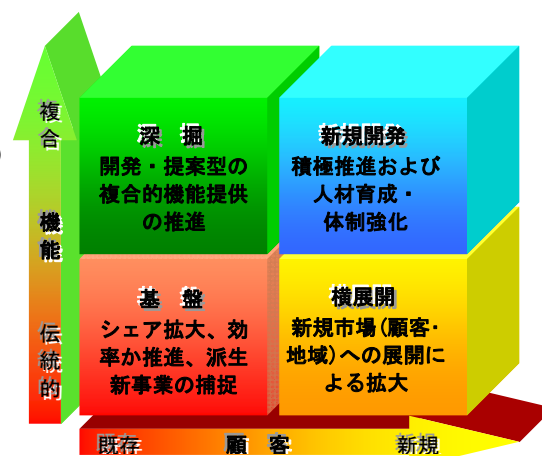 複合
機能
伝統的
深 掘
開発・提案型の
複合的機能提供
の推進
新規開発
積極推進および
人材育成・
体制強化
基 盤
シェア拡大、効
率か推進、派生
新事業の捕捉
横展開
新規市場(顧客・
地域)への展開に
よる拡大
既存 顧 客 新規